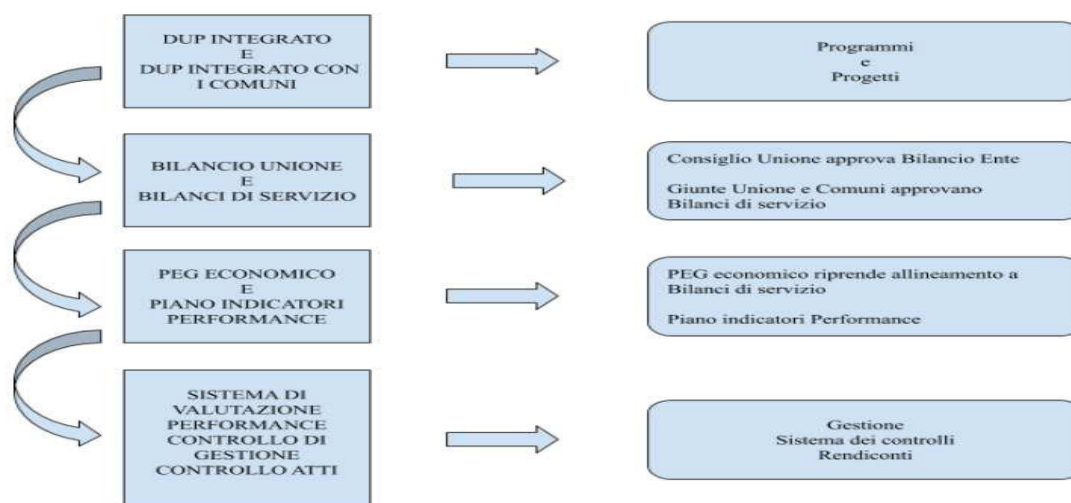 DUP INTEGRATO
E
DUP INTEGRATO CON
I COMUNI
Programmi
e
Progetti
BILANCIO UNIONE
E
BILANCI DI SERVIZIO
Consiglio Unione approva Bilancio Ente
Giunte Unione e Comuni approvano
Bilanci di servizio
PEG ECONOMICO
E
PIANO INDICATORI
PERFORMANCE
PEG economico riprende allineamento a
Bilanci di servizio
Piano indicatori Performance
SISTEMA DI
VALUTAZIONE
PERFORMANCE
CONTROLLO DI
GESTIONE
CONTROLLO ATTI
Gestione
Sistema dei controlli
Rendiconti